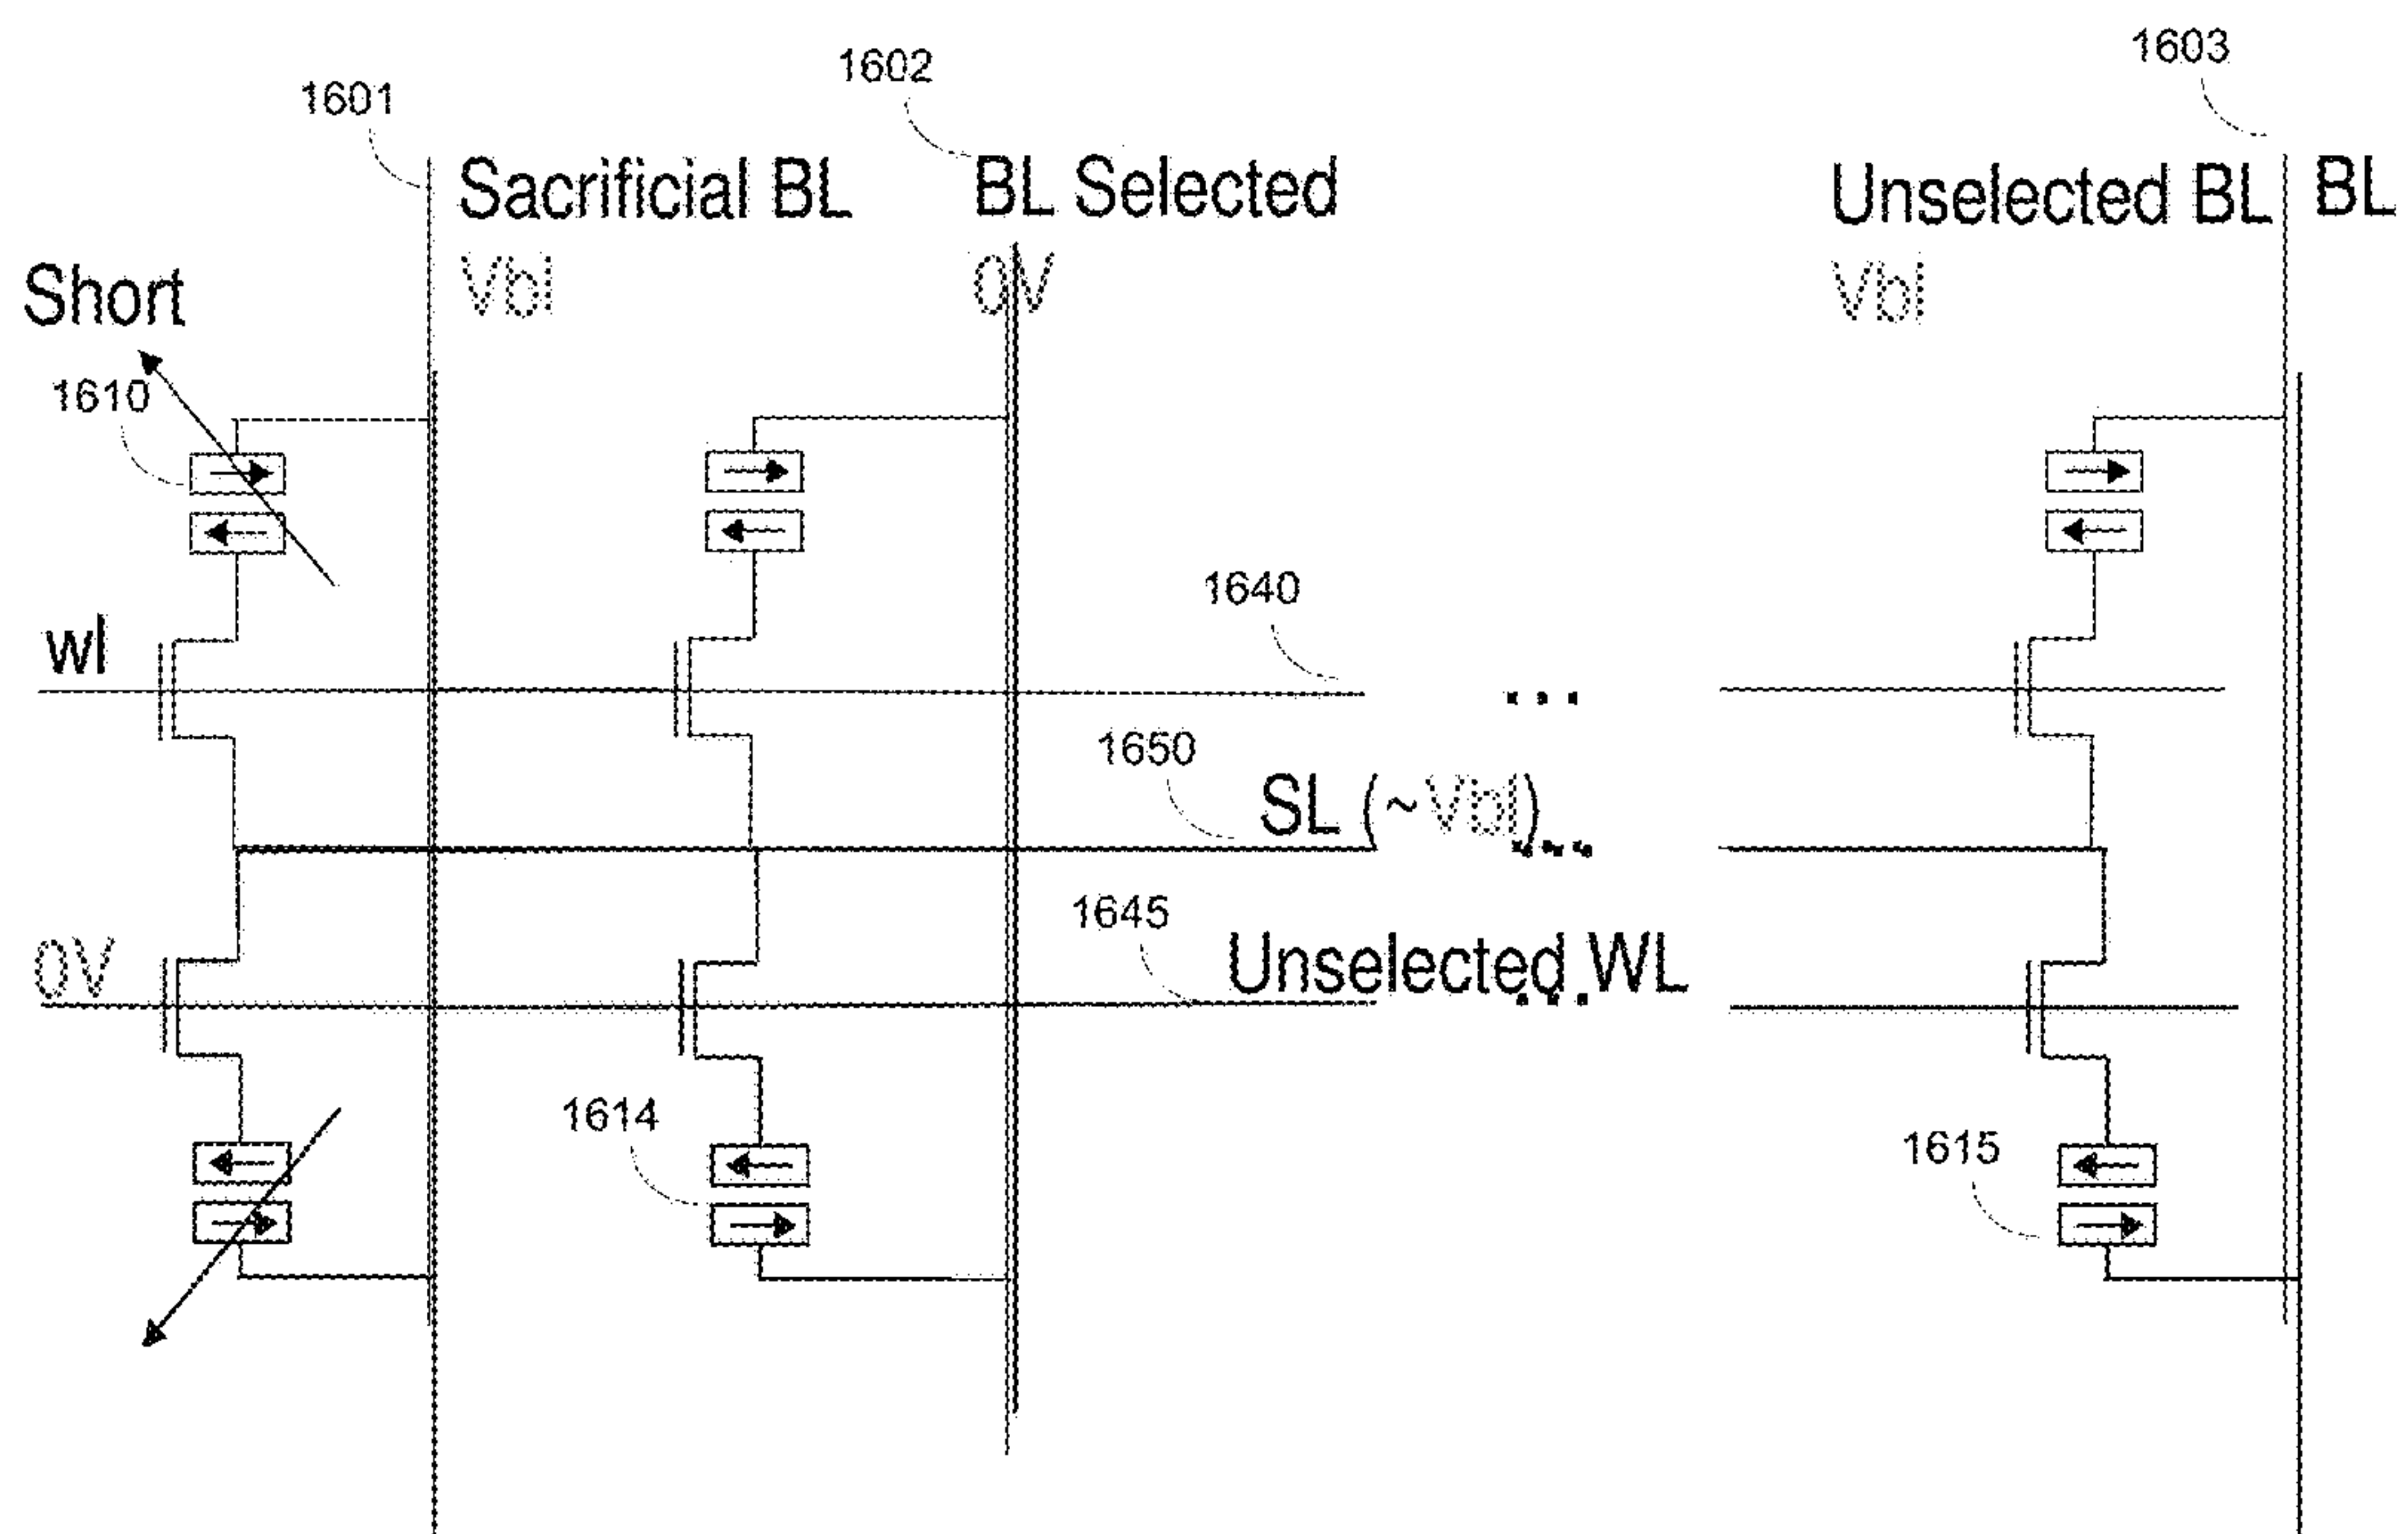 1603
1602
1601
Sacrificial BL
BL Selected
Unselected BL
BL
Vbl
0V
Vbl
Short
1610
1640
wl
1650
SL (~Vbl)
1645
0V
Unselected WL
1614
1615